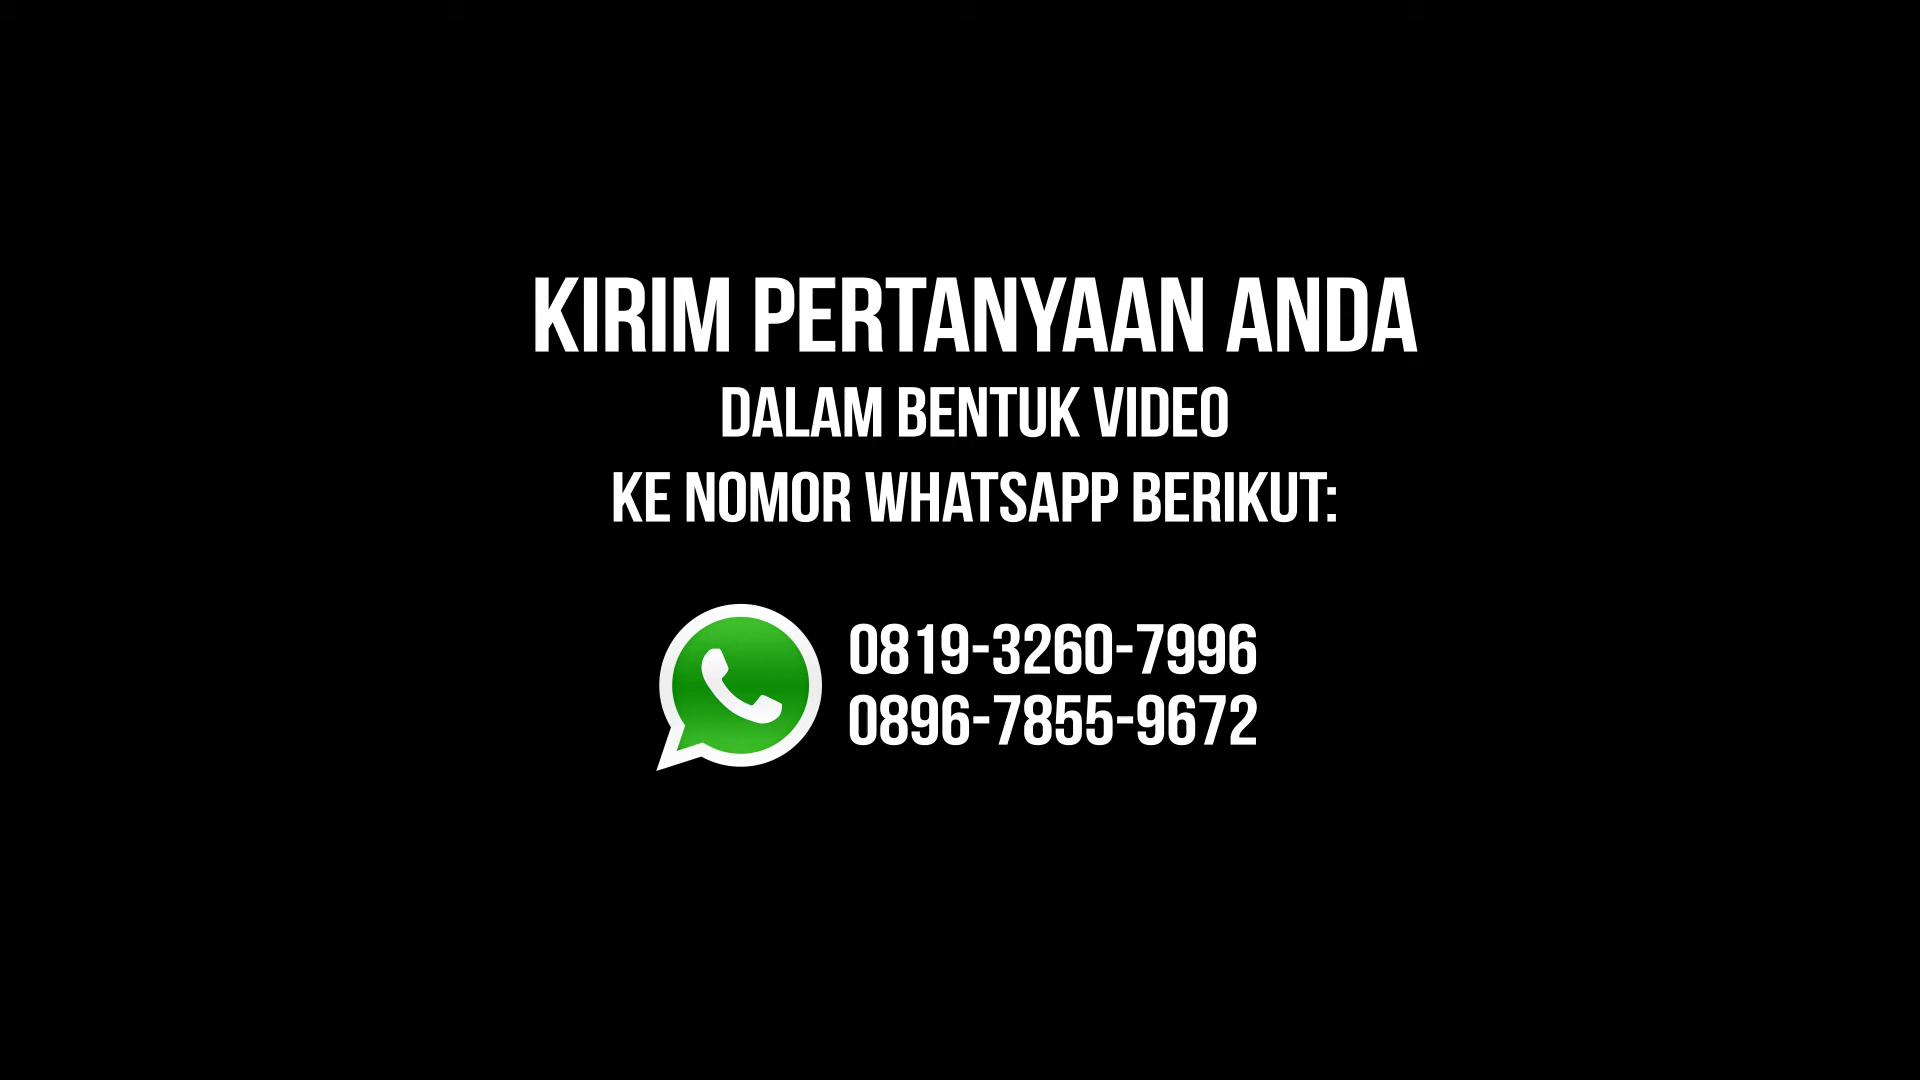 KIRIM PERTANYAAN ANDA
DALAM BENTUK VIDEO
KE NOMOR WHATSAPP BERIKUT:
0819-3260-7996
0896-7855-9672